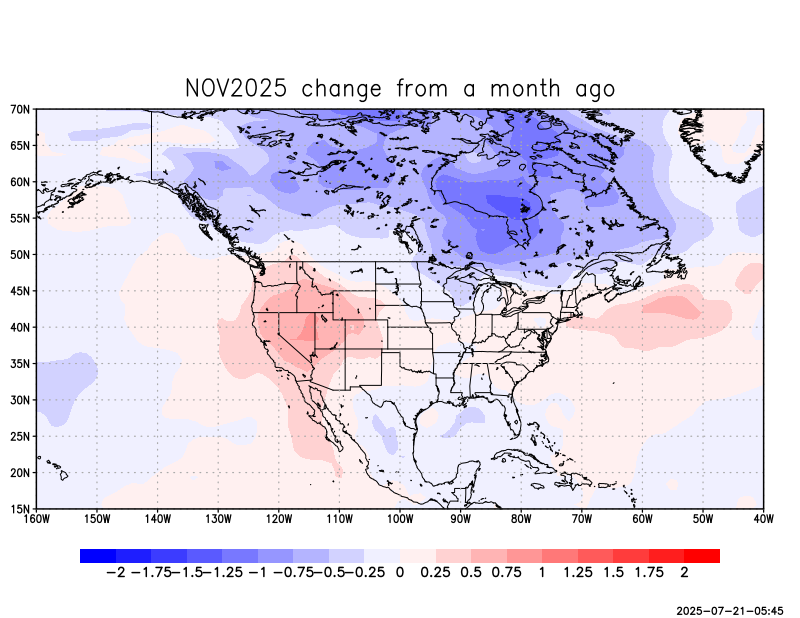 NOV2025 change from a month ago
70N
65N
60N
55N
50N
45N
40N
35N
30N
25N
20N
15N
160W 150W 140W 130W 120W 110W 100W 90W 80W 70W 60W 50W 40W
−2 −1.75 −1.5 −1.25 −1 −0.75 −0.5 −0.25 0 0.25 0.5 0.75 1 1.25 1.5 1.75 2
2025-07-21-05:45